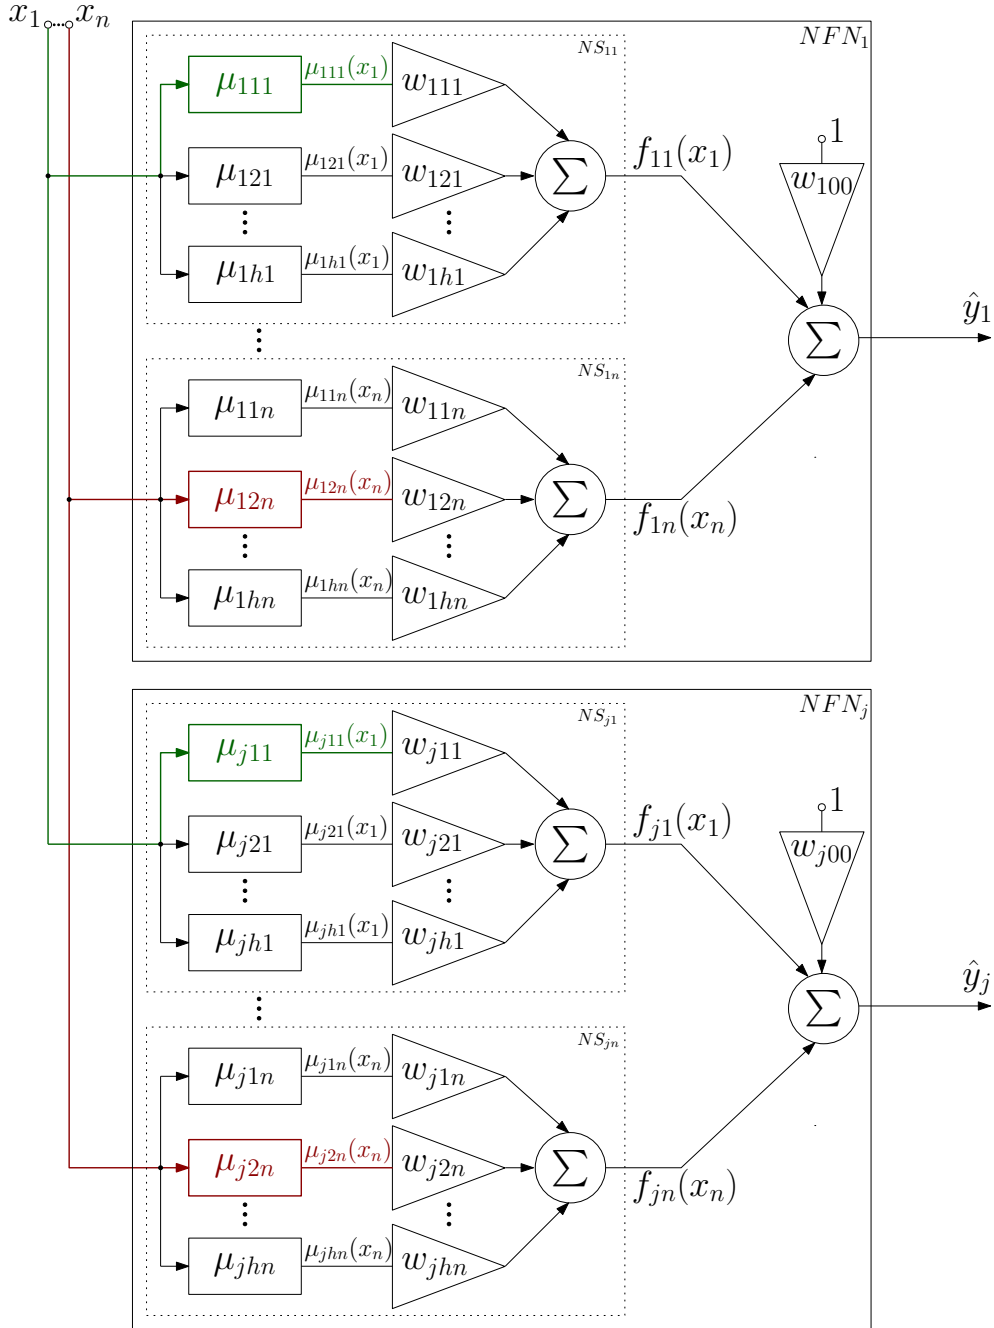 x₁ x_n
NFN₁
NS₁₁
μ₁₁₁ μ₁₁₁(x₁) w₁₁₁
μ₁₂₁ μ₁₂₁(x₁) w₁₂₁
μ₁ₕ₁ μ₁ₕ₁(x₁) w₁ₕ₁
Σ
f₁₁(x₁)
1
w₁₀₀
Σ
ŷ₁
NS₁ₙ
μ₁₁ₙ μ₁₁ₙ(xₙ) w₁₁ₙ
μ₁₂ₙ μ₁₂ₙ(xₙ) w₁₂ₙ
μ₁ₕₙ μ₁ₕₙ(xₙ) w₁ₕₙ
Σ
f₁ₙ(xₙ)
NFNⱼ
NSⱼ₁
μⱼ₁₁ μⱼ₁₁(x₁) wⱼ₁₁
μⱼ₂₁ μⱼ₂₁(x₁) wⱼ₂₁
μⱼₕ₁ μⱼₕ₁(x₁) wⱼₕ₁
Σ
fⱼ₁(x₁)
1
wⱼ₀₀
Σ
ŷⱼ
NSⱼₙ
μⱼ₁ₙ μⱼ₁ₙ(xₙ) wⱼ₁ₙ
μⱼ₂ₙ μⱼ₂ₙ(xₙ) wⱼ₂ₙ
μⱼₕₙ μⱼₕₙ(xₙ) wⱼₕₙ
Σ
fⱼₙ(xₙ)